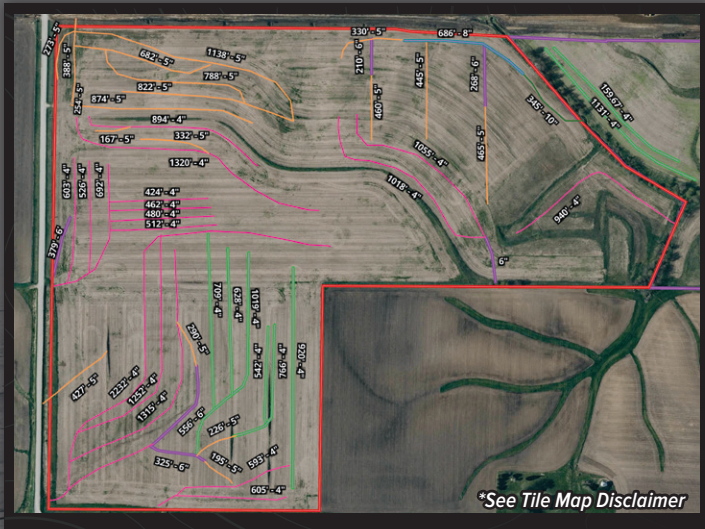 273' - 5"
330' - 5"
686' - 8"
388' - 5"
682' - 5"
1138' - 5"
210' - 6"
788' - 5"
445' - 5"
268' - 6"
254' - 5"
822' - 5"
874' - 5"
460' - 5"
345' - 10"
159.67' - 4"
1131' - 4"
894' - 4"
332' - 5"
167' - 5"
465' - 5"
1055' - 4"
1320' - 4"
1018' - 4"
603' - 4"
526' - 4"
692' - 4"
424' - 4"
462' - 4"
480' - 4"
512' - 4"
940' - 4"
379' - 6"
6"
709' - 4"
628' - 4"
1019' - 4"
290' - 5"
542' - 4"
766' - 4"
920' - 4"
427' - 5"
2232' - 4"
1252' - 4"
1315' - 4"
556' - 6"
226' - 5"
325' - 6"
195' - 5"
593' - 4"
605' - 4"
*See Tile Map Disclaimer